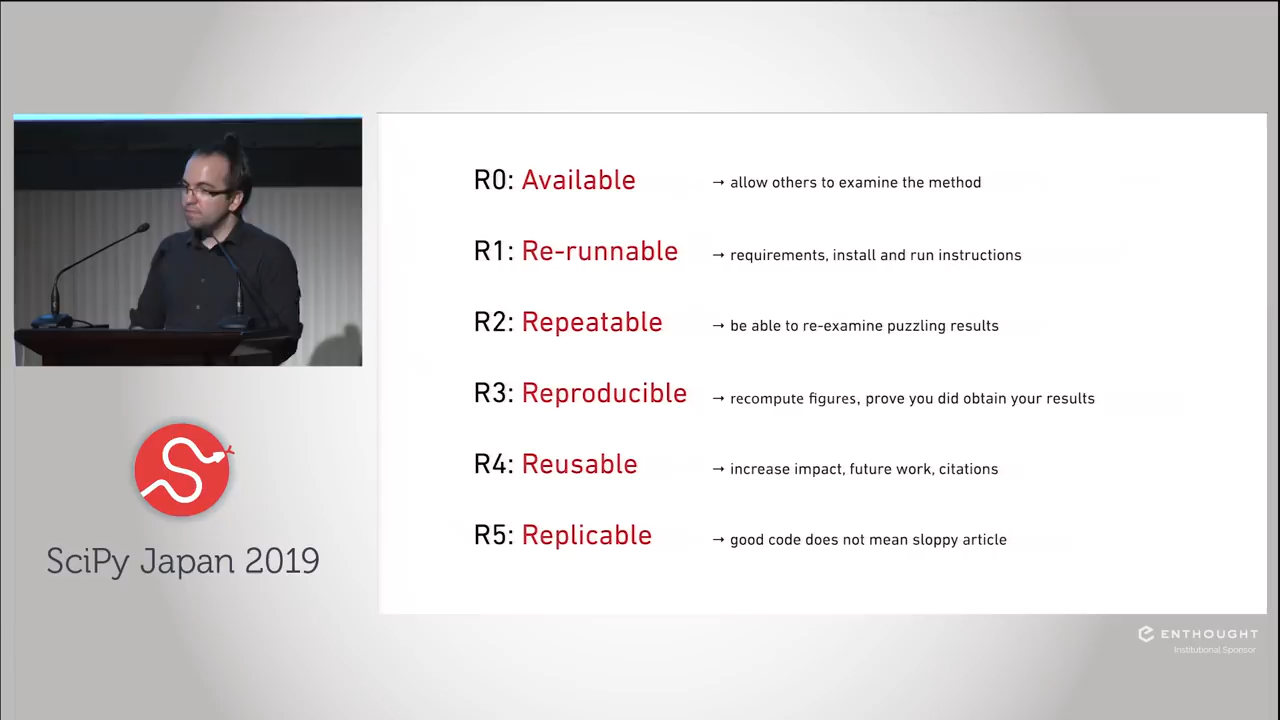 R0: Available → allow others to examine the method
R1: Re-runnable → requirements, install and run instructions
R2: Repeatable → be able to re-examine puzzling results
R3: Reproducible → recompute figures, prove you did obtain your results
R4: Reusable → increase impact, future work, citations
R5: Replicable → good code does not mean sloppy article
SciPy Japan 2019
ENTHOUGHT
Institutional Sponsor